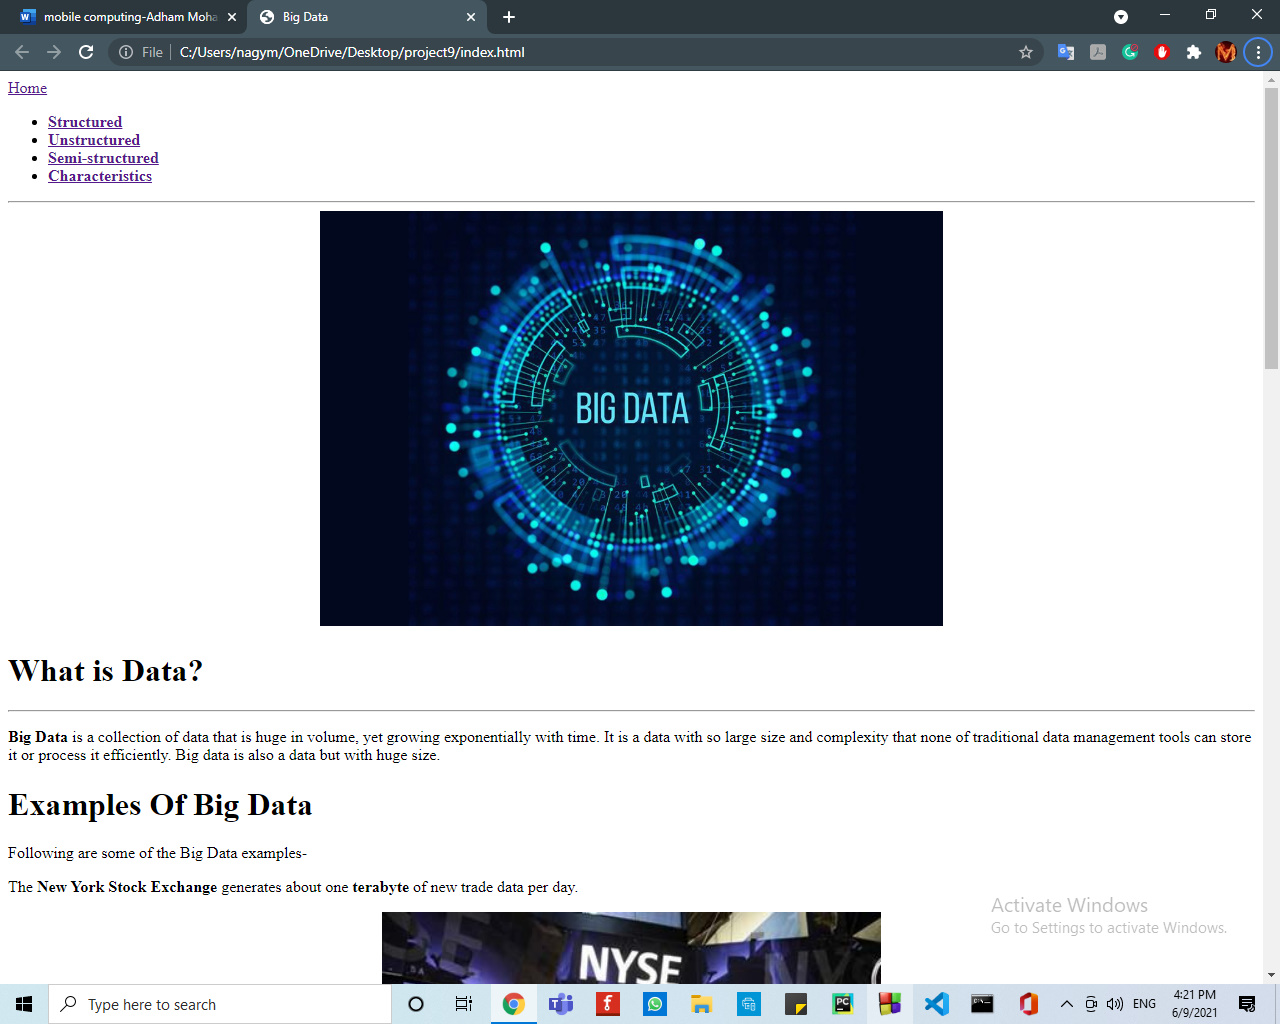 mobile computing-Adham Moha
Big Data
File
C:/Users/nagym/OneDrive/Desktop/project9/index.html
Home
Structured
Unstructured
Semi-structured
Characteristics
BIG DATA
What is Data?
Big Data is a collection of data that is huge in volume, yet growing exponentially with time. It is a data with so large size and complexity that none of traditional data management tools can store
it or process it efficiently. Big data is also a data but with huge size.
Examples Of Big Data
Following are some of the Big Data examples-
The New York Stock Exchange generates about one terabyte of new trade data per day.
NYSE
Activate Windows
Go to Settings to activate Windows.
Type here to search
ENG
4:21 PM
6/9/2021